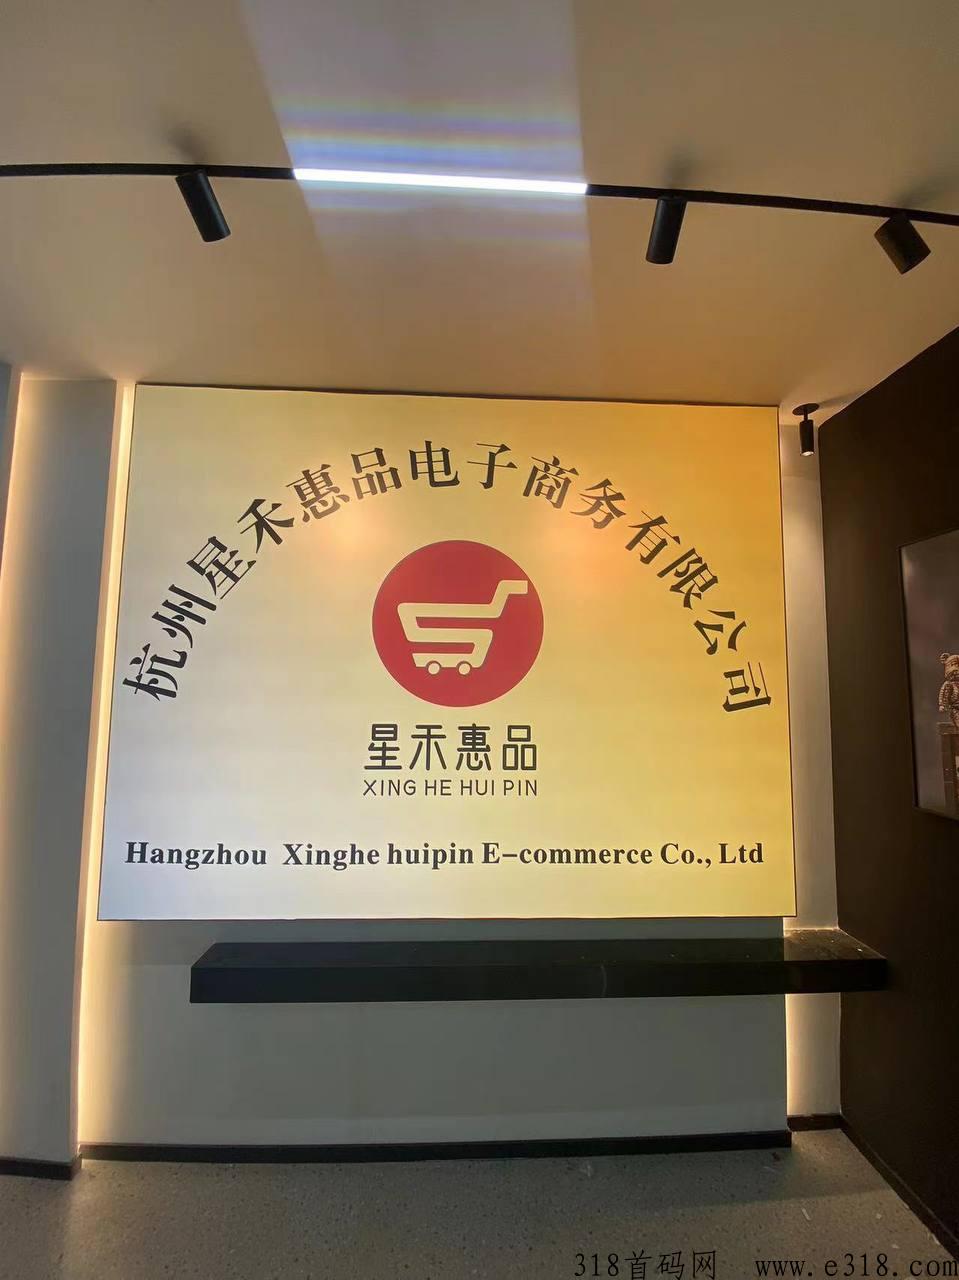 杭州星禾惠品电子商务有限公司
星禾惠品
XING HE HUI PIN
Hangzhou Xinghe huipin E-commerce Co., Ltd
318首码网 www.e318.com